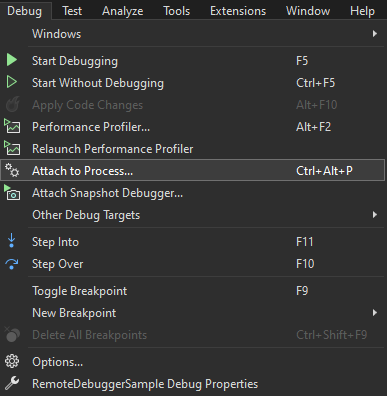 Debug Test Analyze Tools Extensions Window Help
Windows
Start Debugging F5
Start Without Debugging Ctrl+F5
Apply Code Changes Alt+F10
Performance Profiler... Alt+F2
Relaunch Performance Profiler
Attach to Process... Ctrl+Alt+P
Attach Snapshot Debugger...
Other Debug Targets
Step Into F11
Step Over F10
Toggle Breakpoint F9
New Breakpoint
Delete All Breakpoints Ctrl+Shift+F9
Options...
RemoteDebuggerSample Debug Properties